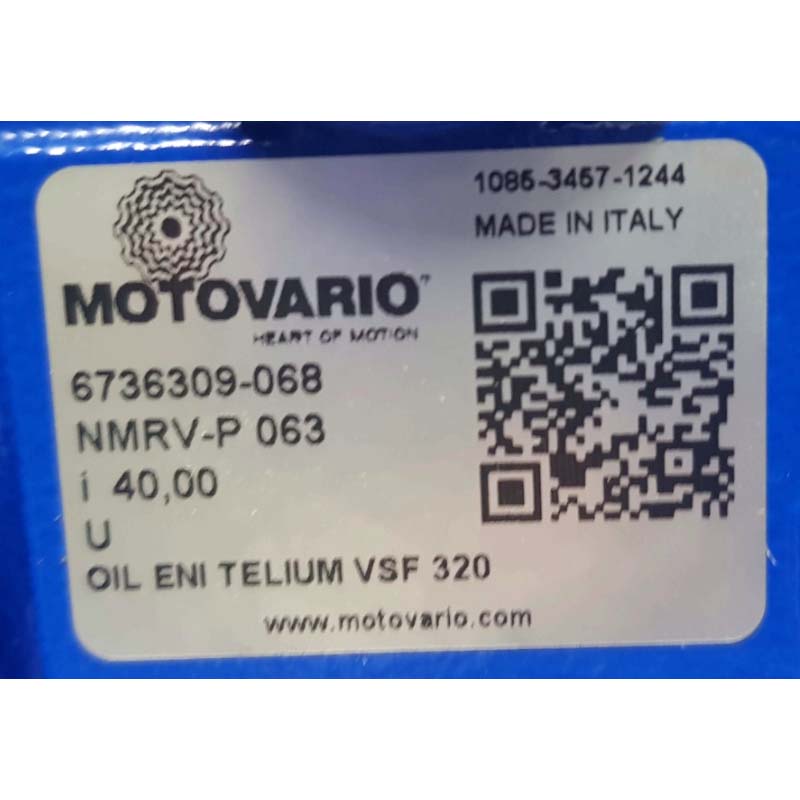 1086-3457-1244
MADE IN ITALY
MOTOVARIO™
HEART OF MOTION
6736309-068
NMRV-P 063
i 40,00
U
OIL ENI TELIUM VSF 320
www.motovario.com